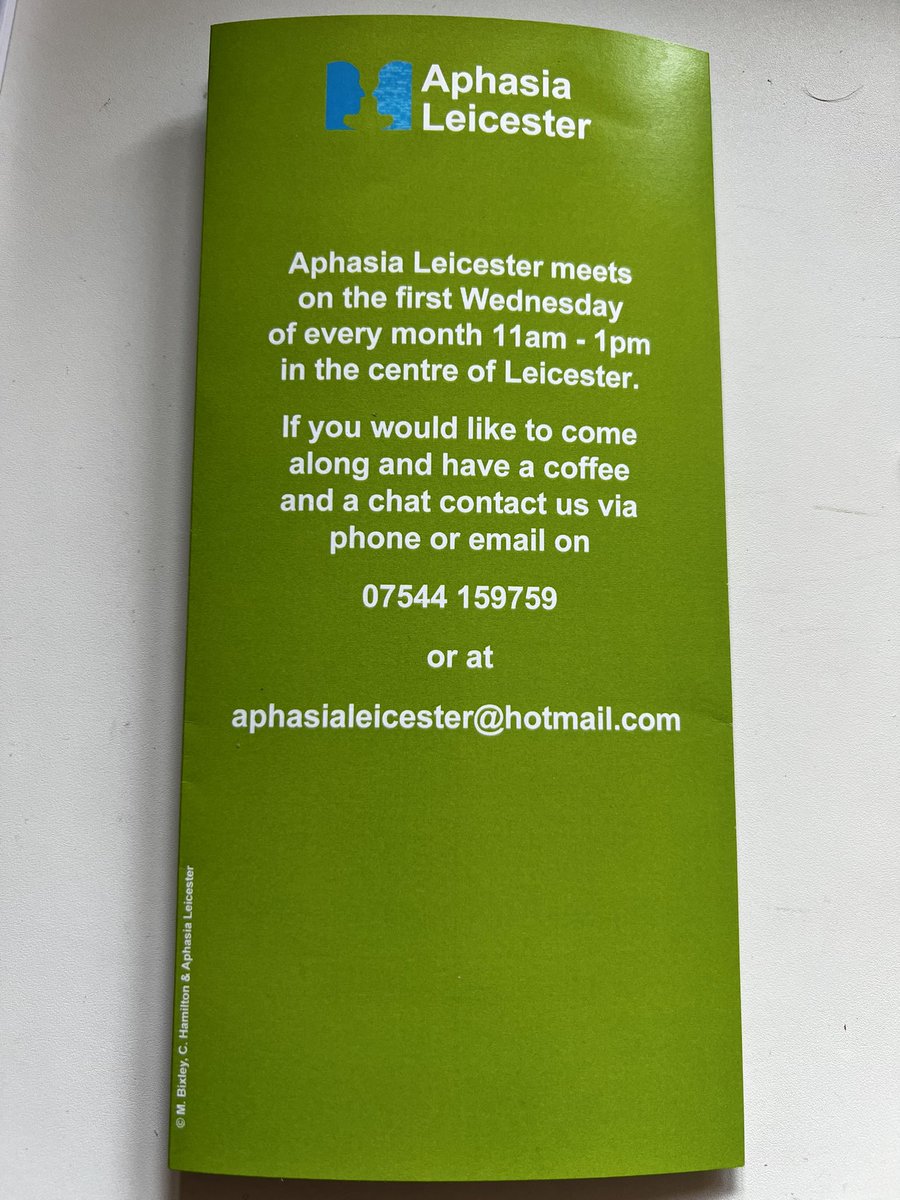 Aphasia
Leicester
Aphasia Leicester meets
on the first Wednesday
of every month 11am - 1pm
in the centre of Leicester.
If you would like to come
along and have a coffee
and a chat contact us via
phone or email on
07544 159759
or at
aphasialeicester@hotmail.com
© M. Bixley, C. Hamilton & Aphasia Leicester